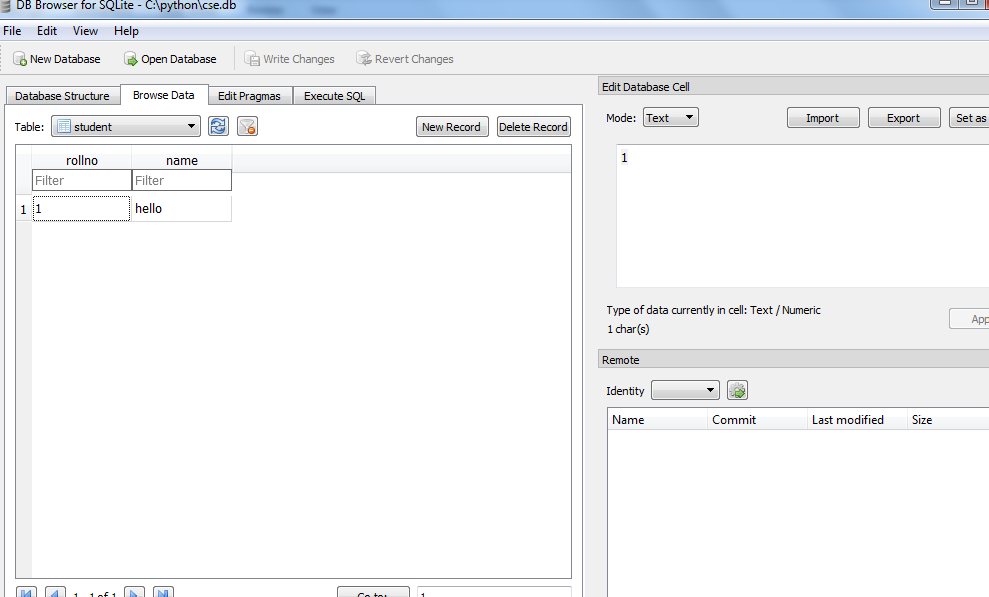 DB Browser for SQLite - C:\python\cse.db
File Edit View Help
New Database Open Database Write Changes Revert Changes
Database Structure Browse Data Edit Pragmas Execute SQL
Table: student New Record Delete Record
rollno name
Filter Filter
1 1 hello
1 - 1 of 1 Go to: 1
Edit Database Cell
Mode: Text Import Export Set as
1
Type of data currently in cell: Text / Numeric
1 char(s)
App
Remote
Identity
Name Commit Last modified Size